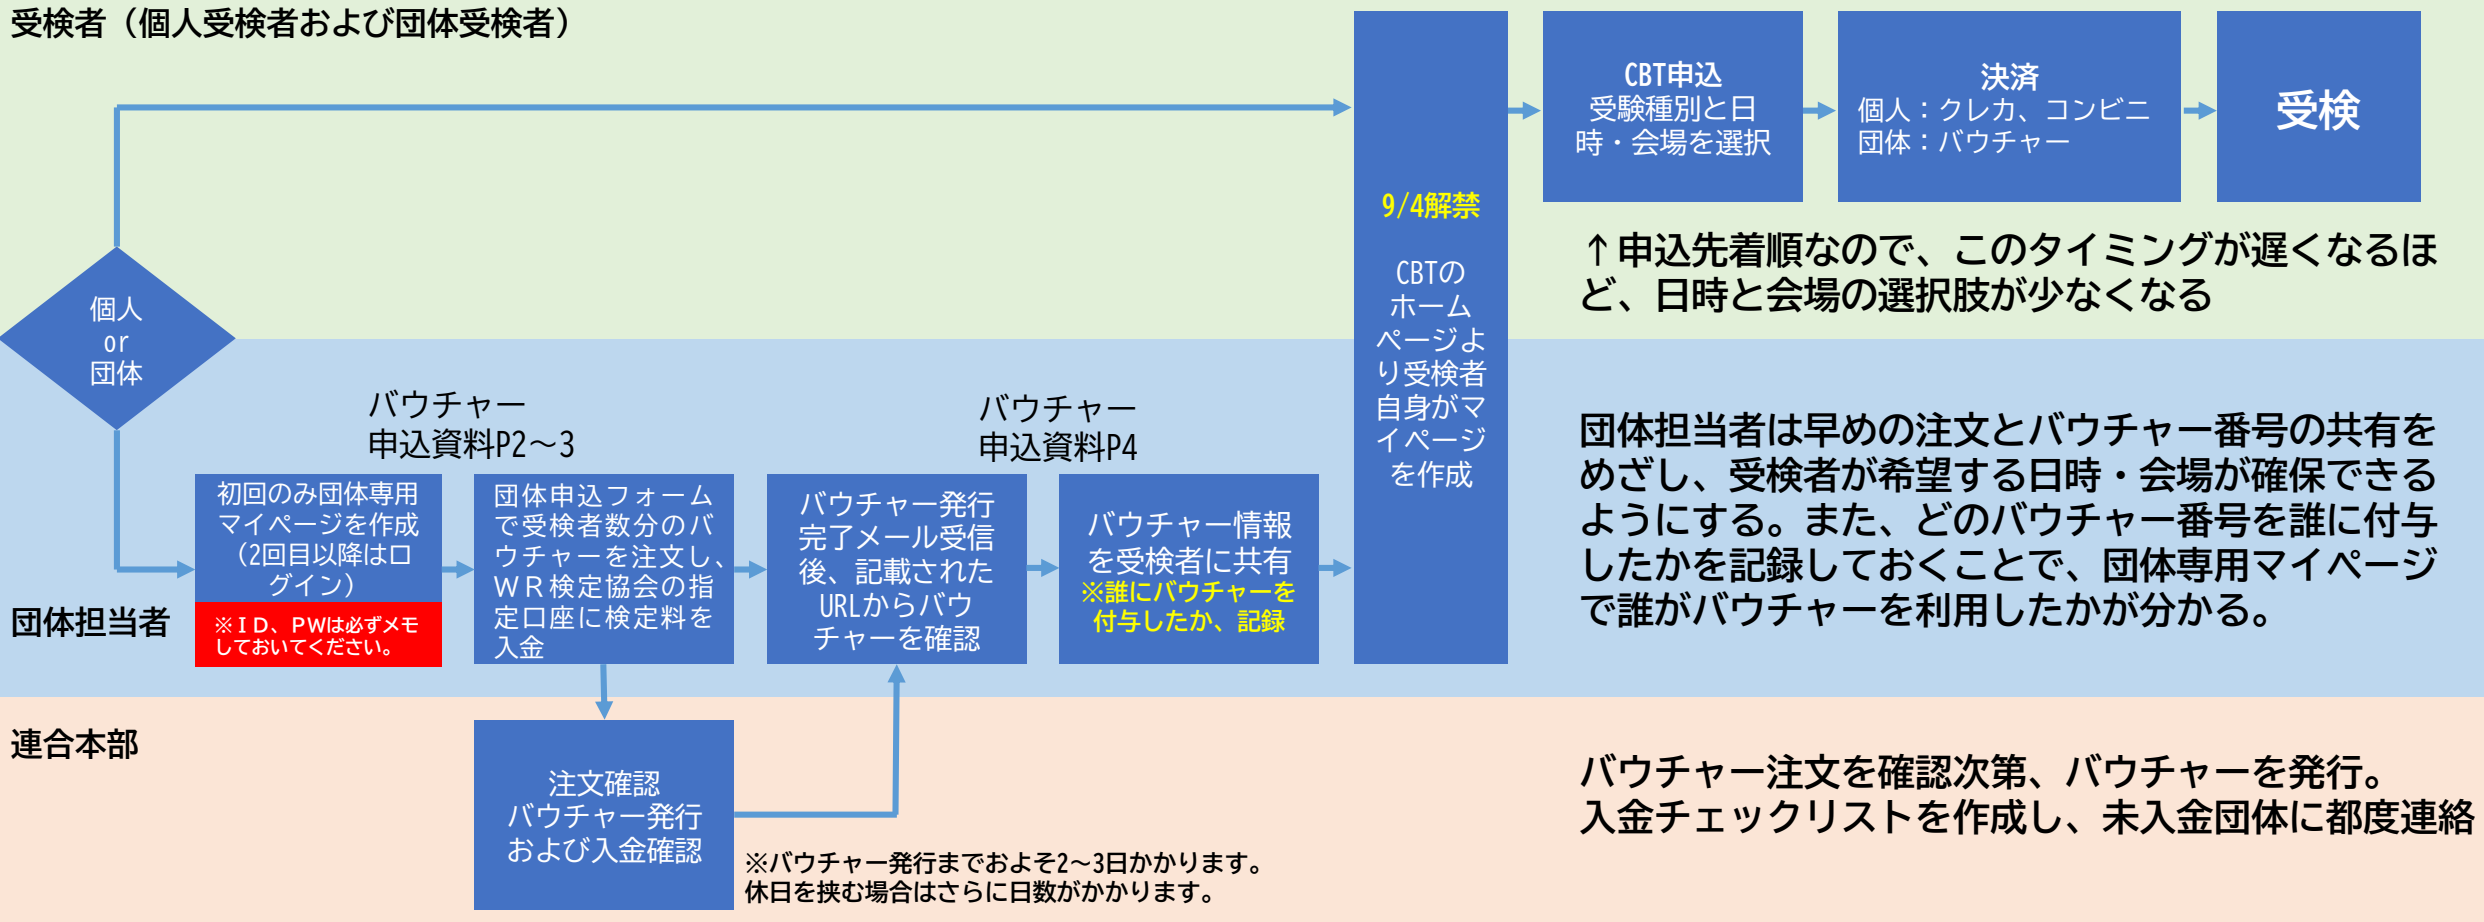 受検者（個人受検者および団体受検者）
個人
or
団体
9/4解禁
CBTの
ホーム
ページよ
り受検者
自身がマ
イページ
を作成
CBT申込
受験種別と日
時・会場を選択
決済
個人：クレカ、コンビニ
団体：バウチャー
受検
↑申込先着順なので、このタイミングが遅くなるほ
ど、日時と会場の選択肢が少なくなる
団体担当者
バウチャー
申込資料P2～3
バウチャー
申込資料P4
初回のみ団体専用
マイページを作成
（2回目以降はロ
グイン）
※ＩＤ、ＰＷは必ずメモ
しておいてください。
団体申込フォーム
で受検者数分のバ
ウチャーを注文し、
ＷＲ検定協会の指
定口座に検定料を
入金
バウチャー発行
完了メール受信
後、記載された
URLからバウ
チャーを確認
バウチャー情報
を受検者に共有
※誰にバウチャーを
付与したか、記録
団体担当者は早めの注文とバウチャー番号の共有を
めざし、受検者が希望する日時・会場が確保できる
ようにする。また、どのバウチャー番号を誰に付与
したかを記録しておくことで、団体専用マイページ
で誰がバウチャーを利用したかが分かる。
連合本部
注文確認
バウチャー発行
および入金確認
※バウチャー発行までおよそ2～3日かかります。
休日を挟む場合はさらに日数がかかります。
バウチャー注文を確認次第、バウチャーを発行。
入金チェックリストを作成し、未入金団体に都度連絡